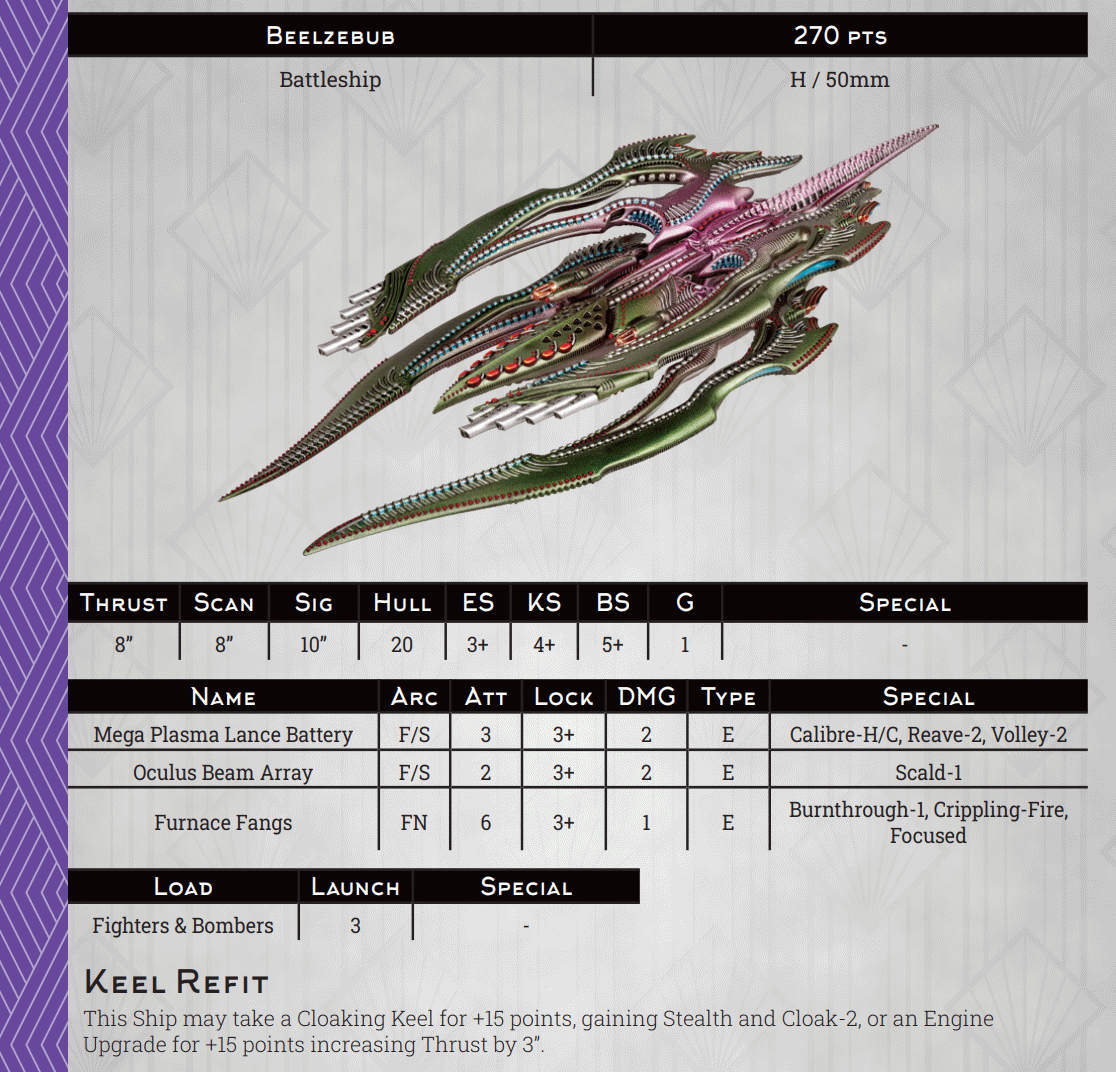 Beelzebub 270 pts
Battleship H / 50mm
Thrust Scan Sig Hull ES KS BS G Special
8” 8” 10” 20 3+ 4+ 5+ 1 -
Name Arc Att Lock DMG Type Special
Mega Plasma Lance Battery F/S 3 3+ 2 E Calibre-H/C, Reave-2, Volley-2
Oculus Beam Array F/S 2 3+ 2 E Scald-1
Furnace Fangs FN 6 3+ 1 E Burnthrough-1, Crippling-Fire,
Focused
Load Launch Special
Fighters & Bombers 3 -
Keel Refit
This Ship may take a Cloaking Keel for +15 points, gaining Stealth and Cloak-2, or an Engine
Upgrade for +15 points increasing Thrust by 3”.